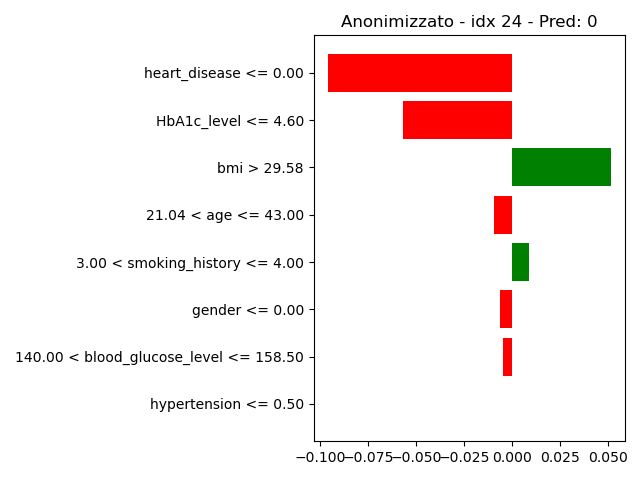 Anonimizzato - idx 24 - Pred: 0
heart_disease <= 0.00
HbA1c_level <= 4.60
bmi > 29.58
21.04 < age <= 43.00
3.00 < smoking_history <= 4.00
gender <= 0.00
140.00 < blood_glucose_level <= 158.50
hypertension <= 0.50
−0.100 −0.075 −0.050 −0.025 0.000 0.025 0.050